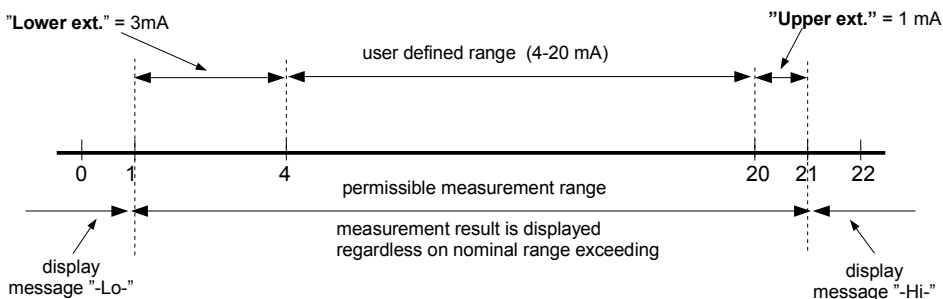 "Lower ext." = 3mA
"Upper ext." = 1 mA
user defined range (4-20 mA)
0 1 4 20 21 22
permissible measurement range
measurement result is displayed
regardless on nominal range exceeding
display
message "-Lo-"
display
message "-Hi-"